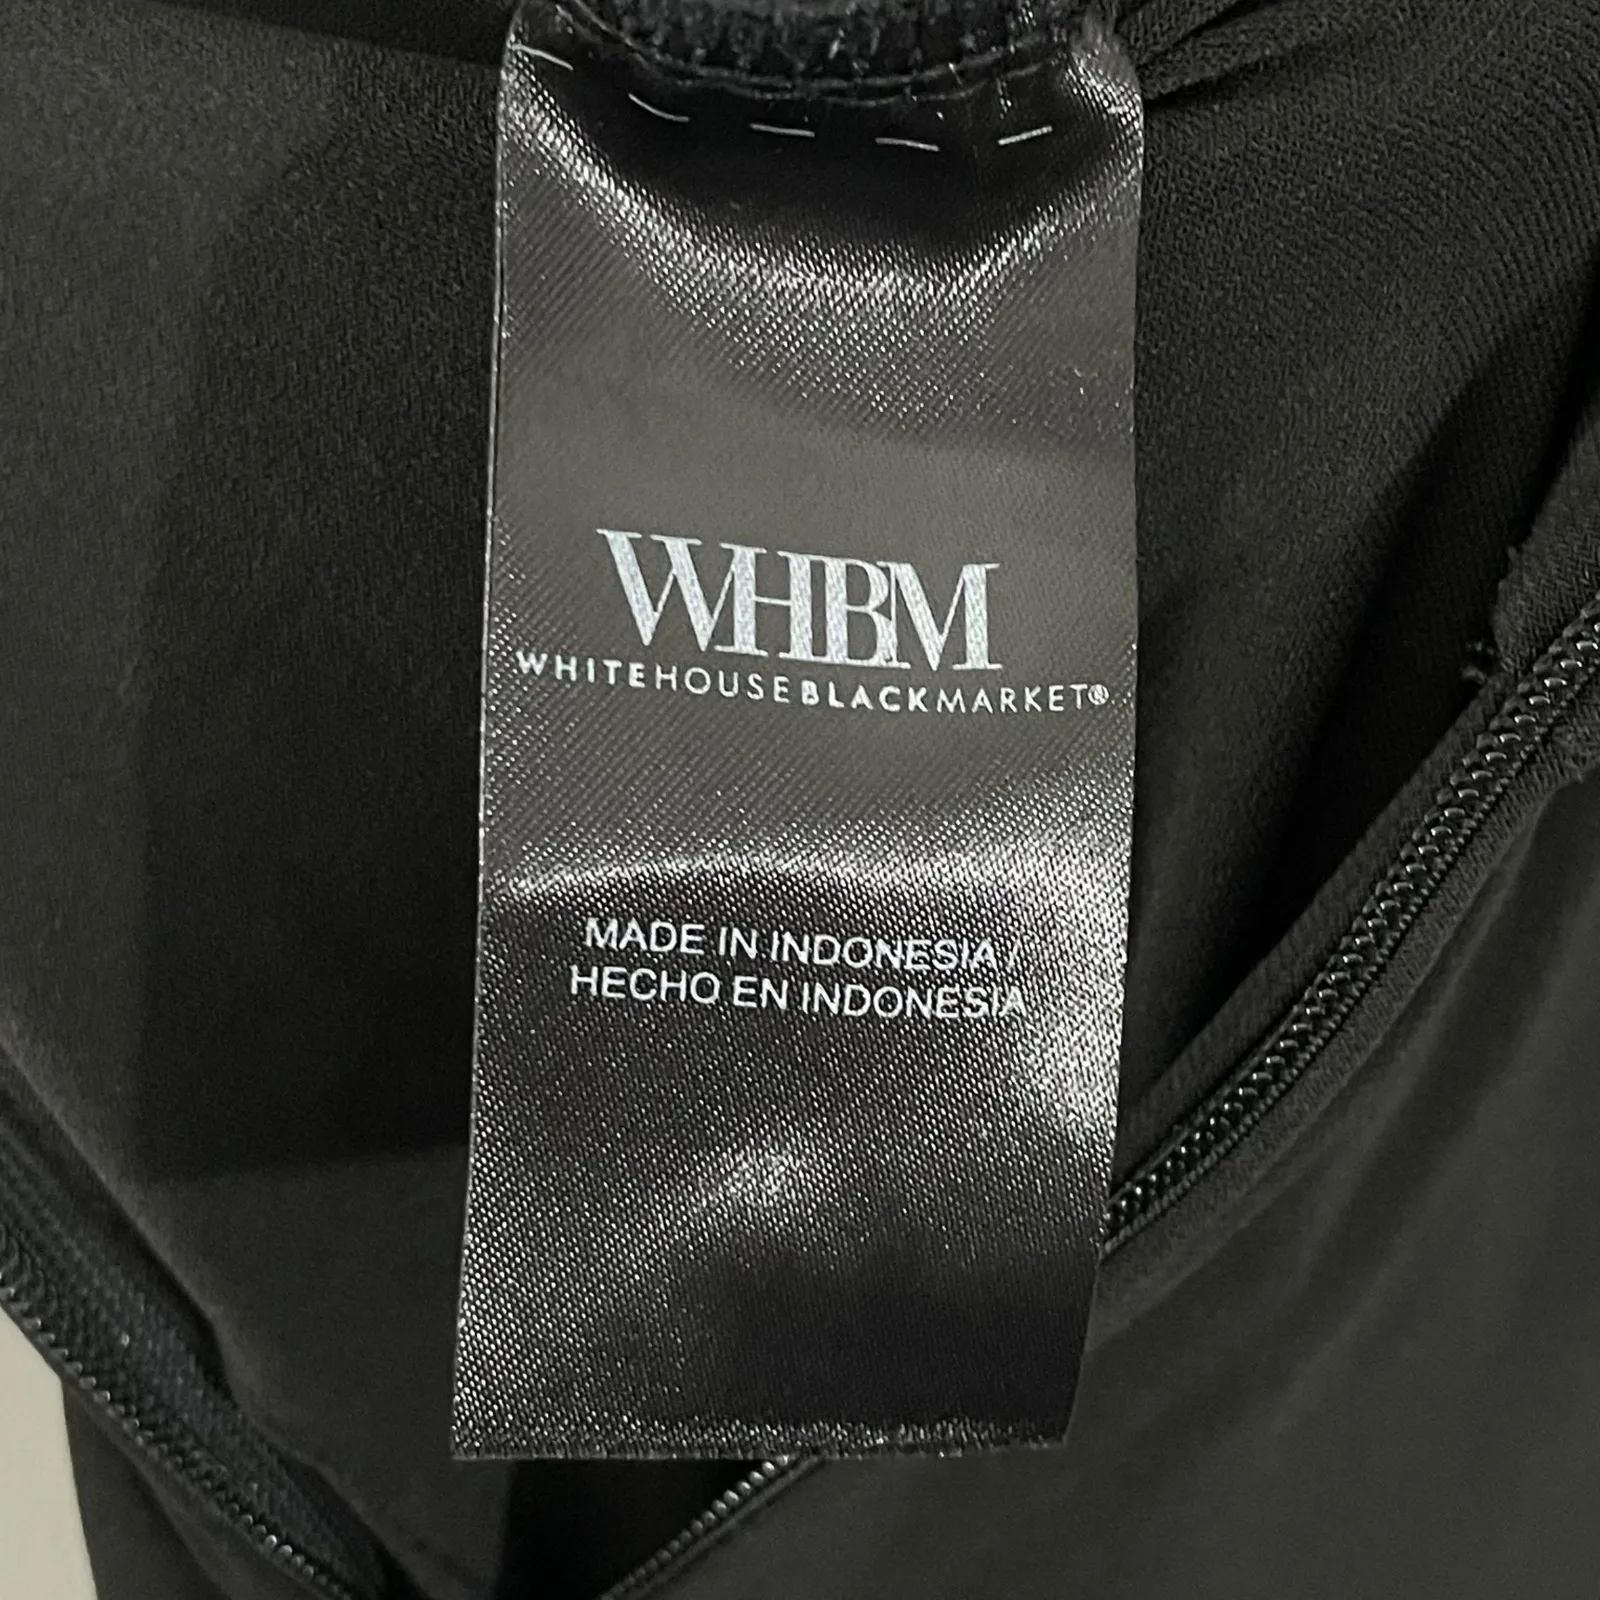 WHBM
WHITEHOUSEBLACKMARKET®
MADE IN INDONESIA/
HECHO EN INDONESIA